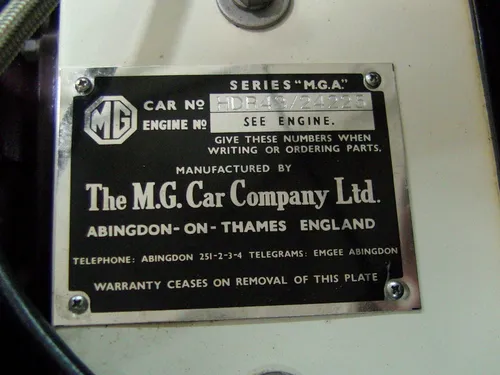 SERIES "M.G.A."
MG
CAR Nº
ENGINE Nº SEE ENGINE.
GIVE THESE NUMBERS WHEN
WRITING OR ORDERING PARTS.
MANUFACTURED BY
The M.G. Car Company Ltd.
ABINGDON-ON-THAMES ENGLAND
TELEPHONE: ABINGDON 251-2-3-4 TELEGRAMS: EMGEE ABINGDON
WARRANTY CEASES ON REMOVAL OF THIS PLATE